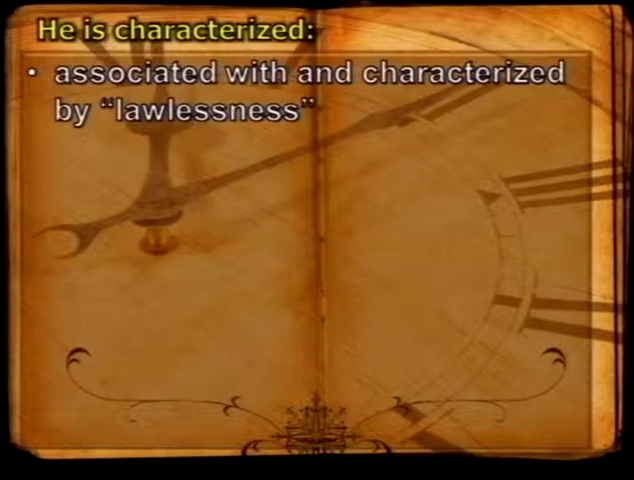 He is characterized:
• associated with and characterized
by “lawlessness”